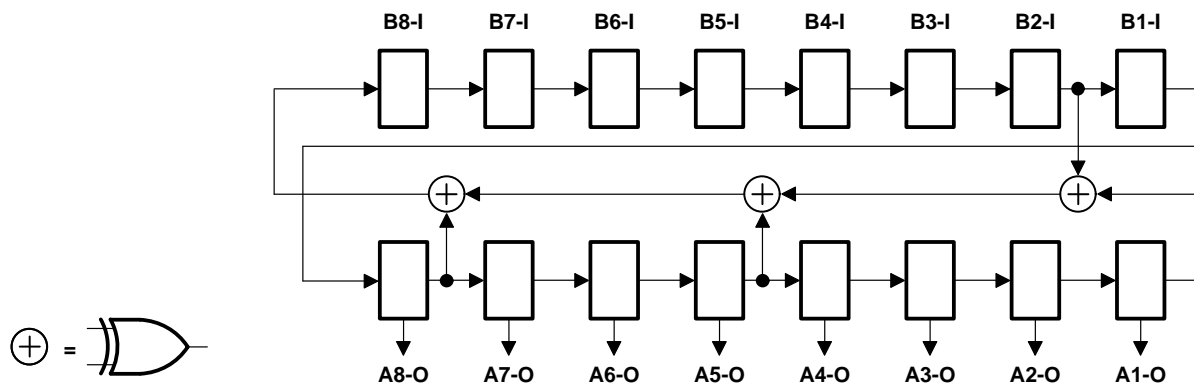 B8-I B7-I B6-I B5-I B4-I B3-I B2-I B1-I
=
A8-O A7-O A6-O A5-O A4-O A3-O A2-O A1-O